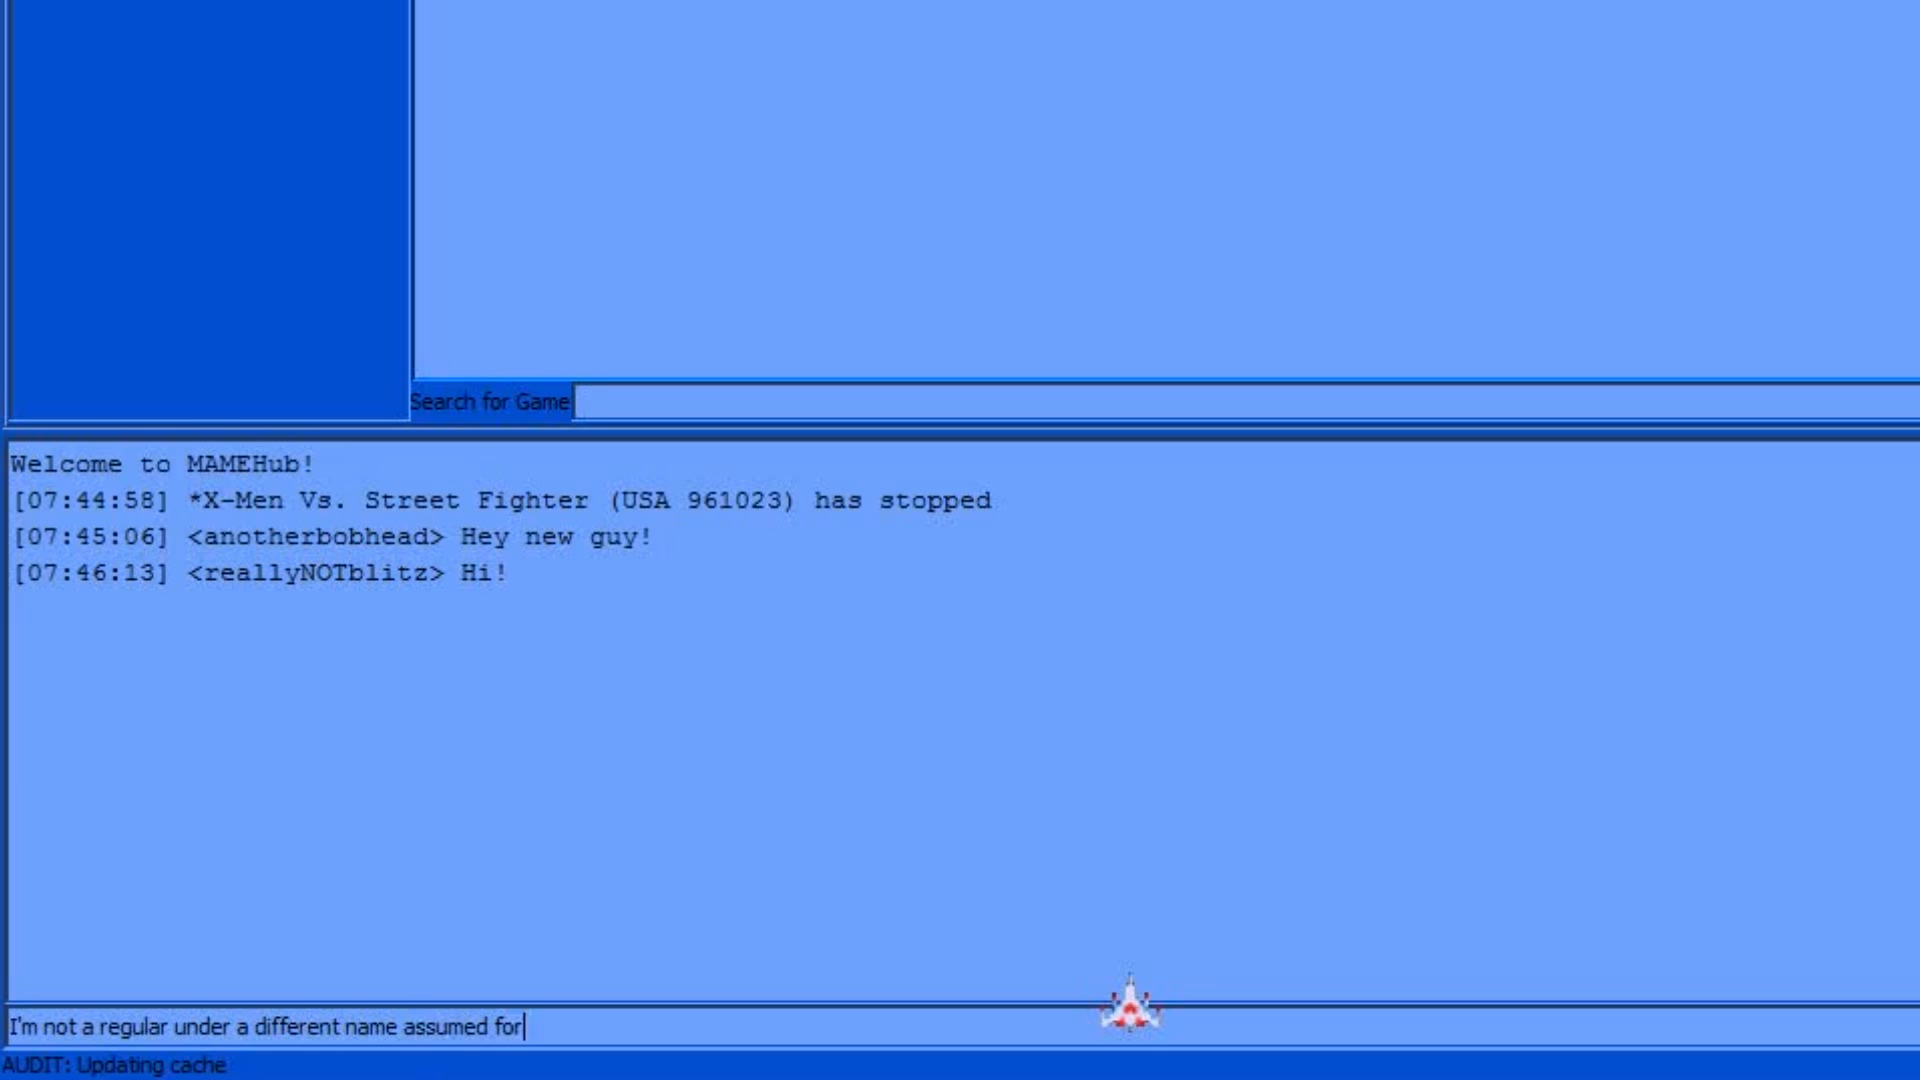 Search for Game
Welcome to MAMEHub!
[07:44:58] *X-Men Vs. Street Fighter (USA 961023) has stopped
[07:45:06] <anotherbobhead> Hey new guy!
[07:46:13] <reallyNOTblitz> Hi!
I'm not a regular under a different name assumed for
AUDIT: Updating cache